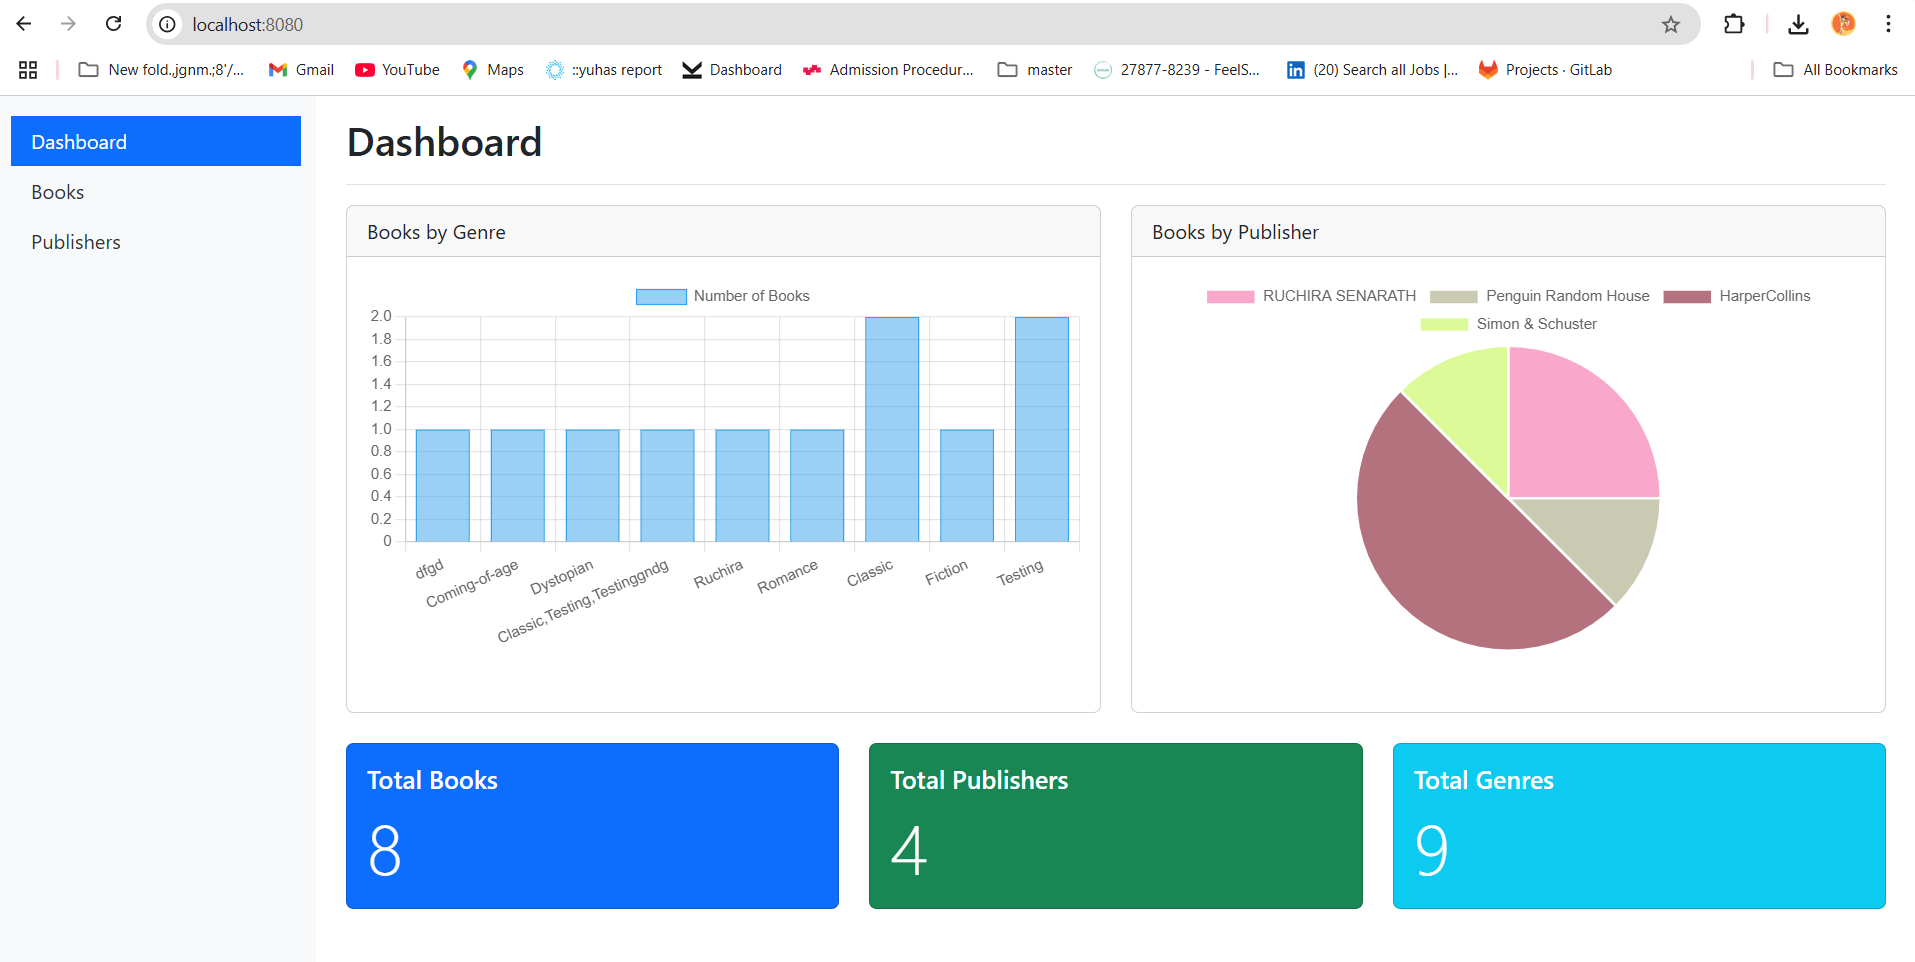 localhost:8080
New fold.,jgnm.;8'/... Gmail YouTube Maps ::yuhas report Dashboard Admission Procedur... master 27877-8239 - FeelS... (20) Search all Jobs |... Projects · GitLab All Bookmarks
Dashboard
Books
Publishers
Dashboard
Books by Genre
Number of Books
2.0
1.8
1.6
1.4
1.2
1.0
0.8
0.6
0.4
0.2
0
dfgd
Coming-of-age
Dystopian
Classic,Testing,Testinggndg
Ruchira
Romance
Classic
Fiction
Testing
Books by Publisher
RUCHIRA SENARATH Penguin Random House HarperCollins
Simon & Schuster
Total Books
8
Total Publishers
4
Total Genres
9